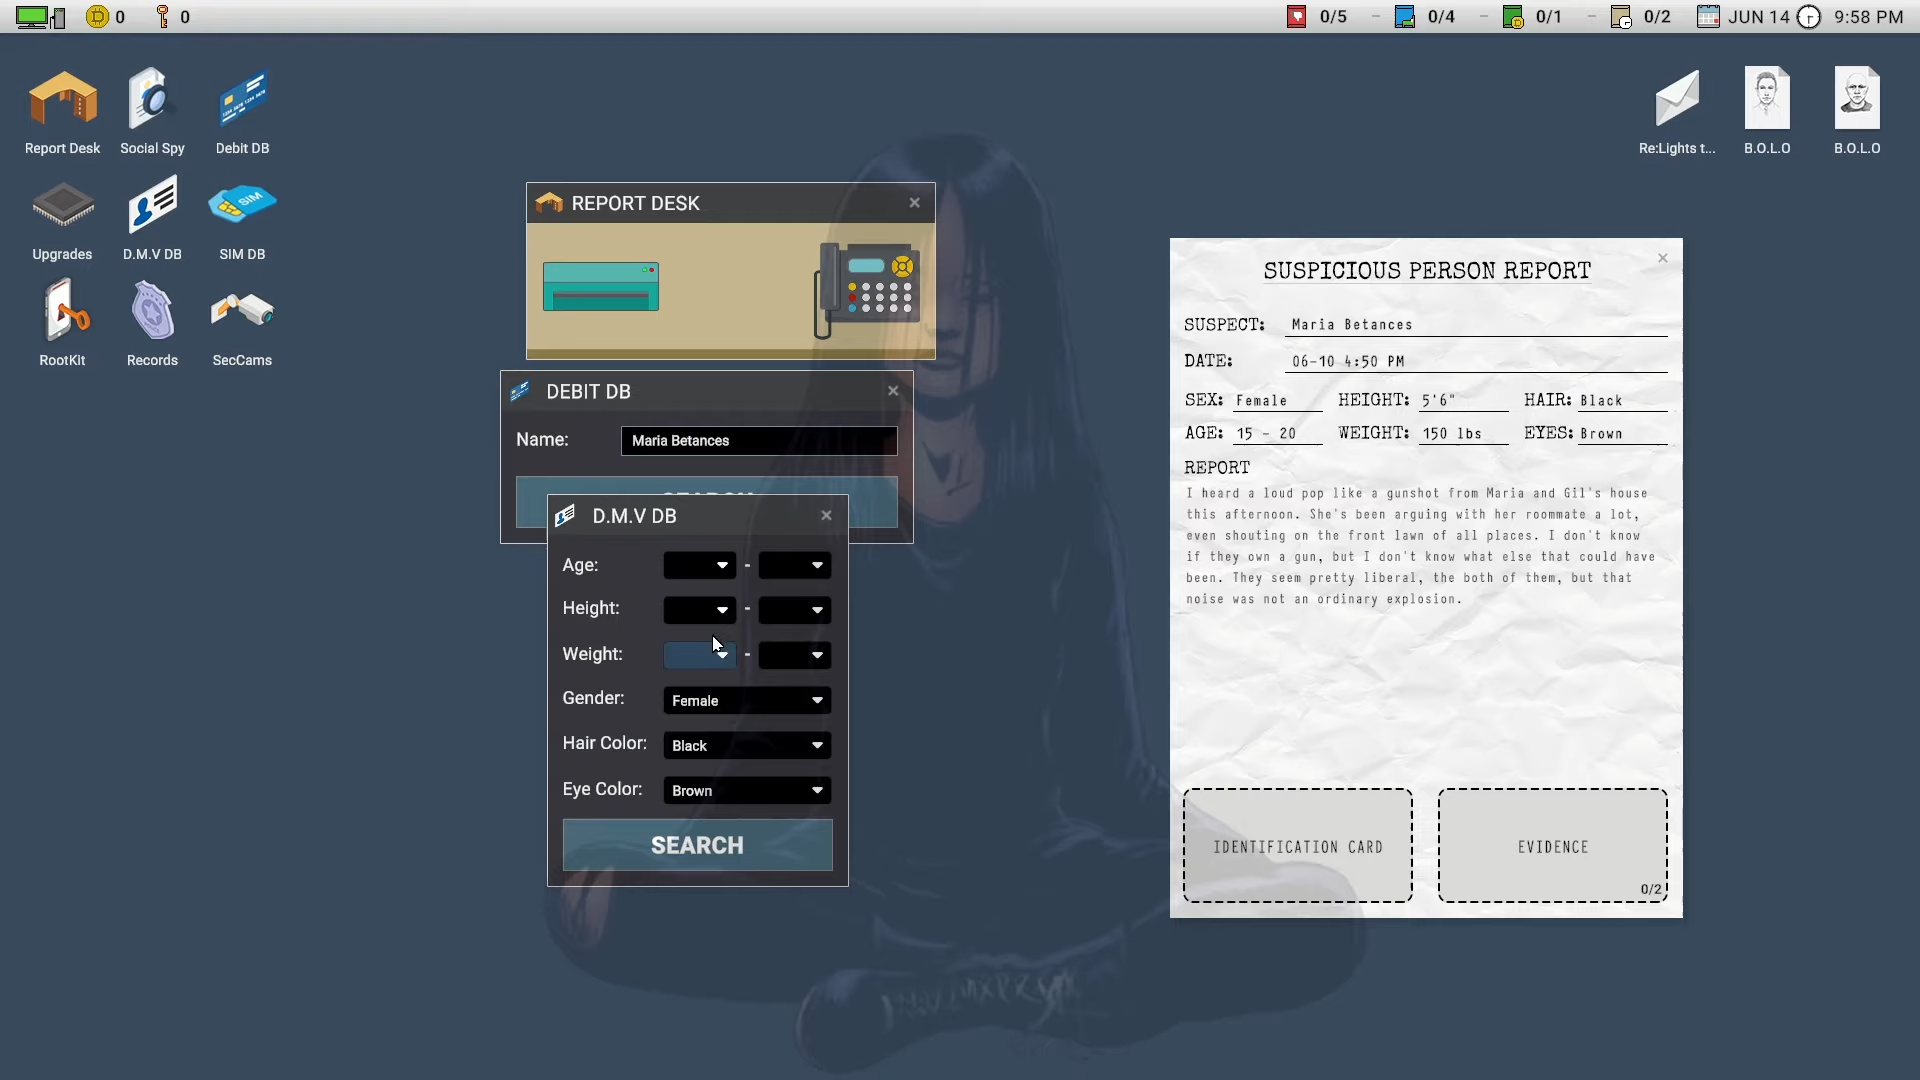 0
0
0/5 - 0/4 - 0/1 - 0/2 JUN 14 9:58 PM
Report Desk
Social Spy
Debit DB
Upgrades
D.M.V DB
SIM DB
RootKit
Records
SecCams
Re:Lights t...
B.O.L.O
B.O.L.O
REPORT DESK
DEBIT DB
Name: Maria Betances
SEARCH
D.M.V DB
Age: -
Height: -
Weight: -
Gender: Female
Hair Color: Black
Eye Color: Brown
SEARCH
SUSPICIOUS PERSON REPORT
SUSPECT: Maria Betances
DATE: 06-10 4:50 PM
SEX: Female HEIGHT: 5'6" HAIR: Black
AGE: 15 - 20 WEIGHT: 150 lbs EYES: Brown
REPORT
I heard a loud pop like a gunshot from Maria and Gil's house
this afternoon. She's been arguing with her roommate a lot,
even shouting on the front lawn of all places. I don't know
if they own a gun, but I don't know what else that could have
been. They seem pretty liberal, the both of them, but that
noise was not an ordinary explosion.
IDENTIFICATION CARD
EVIDENCE
0/2